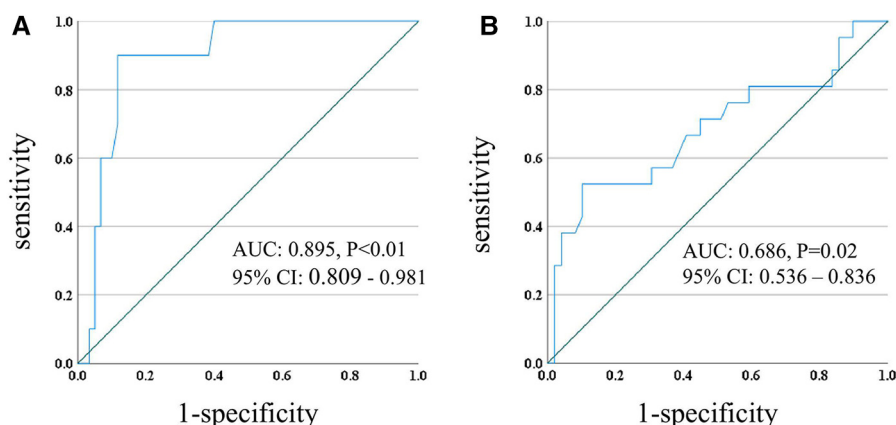 A
1.0
0.8
0.6
0.4
0.2
0.0
sensitivity
AUC: 0.895, P<0.01
95% CI: 0.809 - 0.981
0.0 0.2 0.4 0.6 0.8 1.0
1-specificity
B
1.0
0.8
0.6
0.4
0.2
0.0
sensitivity
AUC: 0.686, P=0.02
95% CI: 0.536 – 0.836
0.0 0.2 0.4 0.6 0.8 1.0
1-specificity